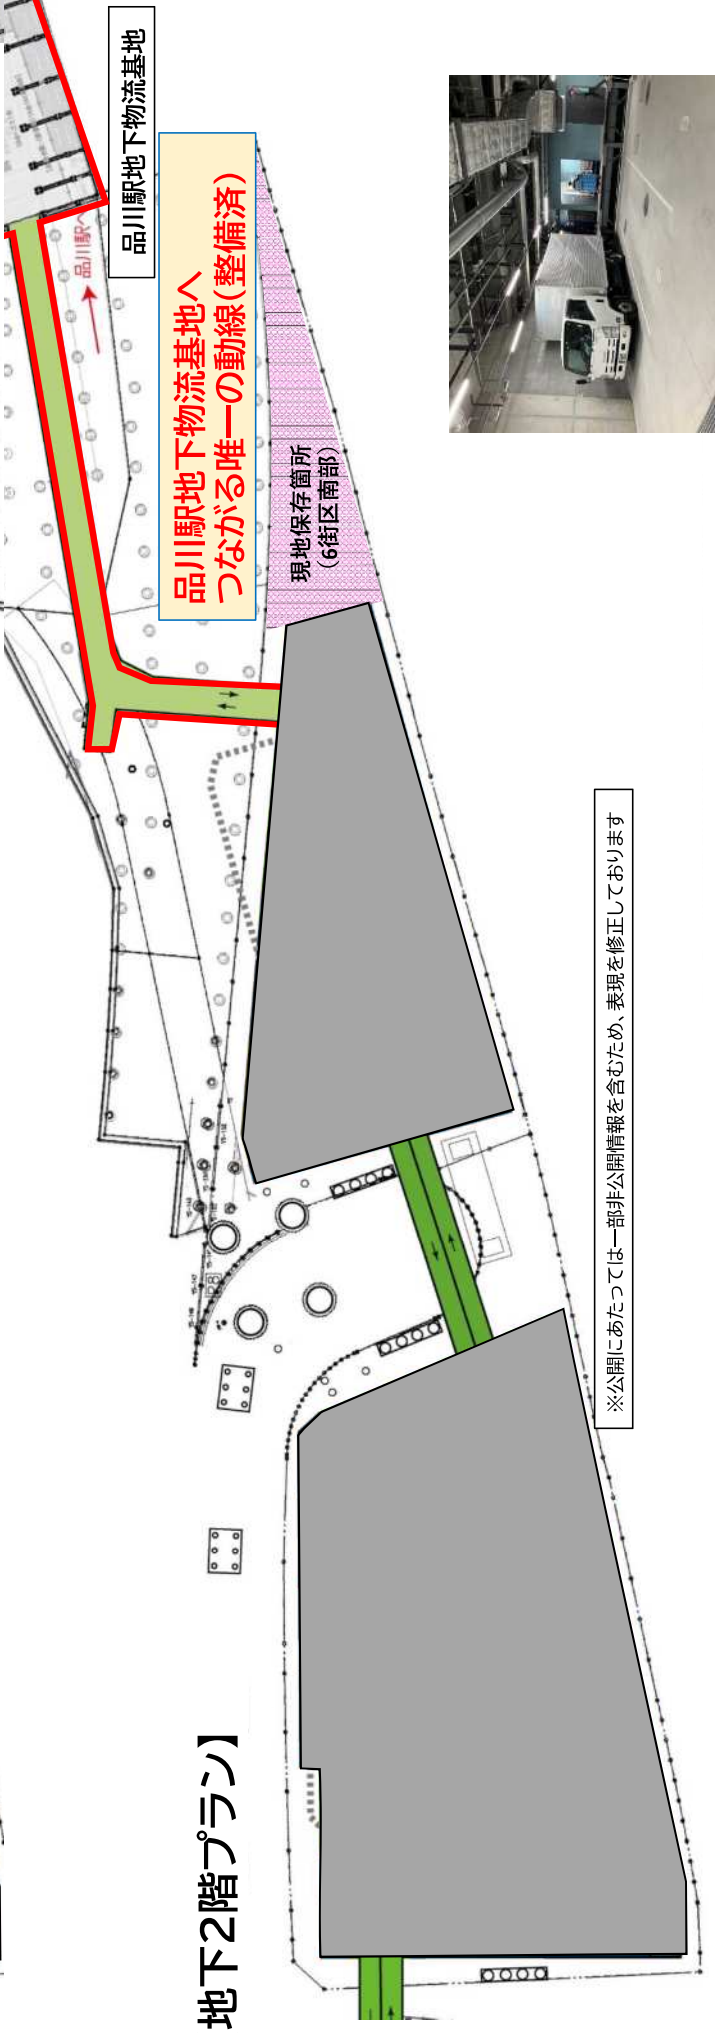 地下2階プラン】
品川駅地下物流基地
品川駅へ
品川駅地下物流基地へ
つながる唯一の動線(整備済)
現地保存箇所
(6街区南部)
※公開にあたっては一部非公開情報を含むため、表現を修正しております